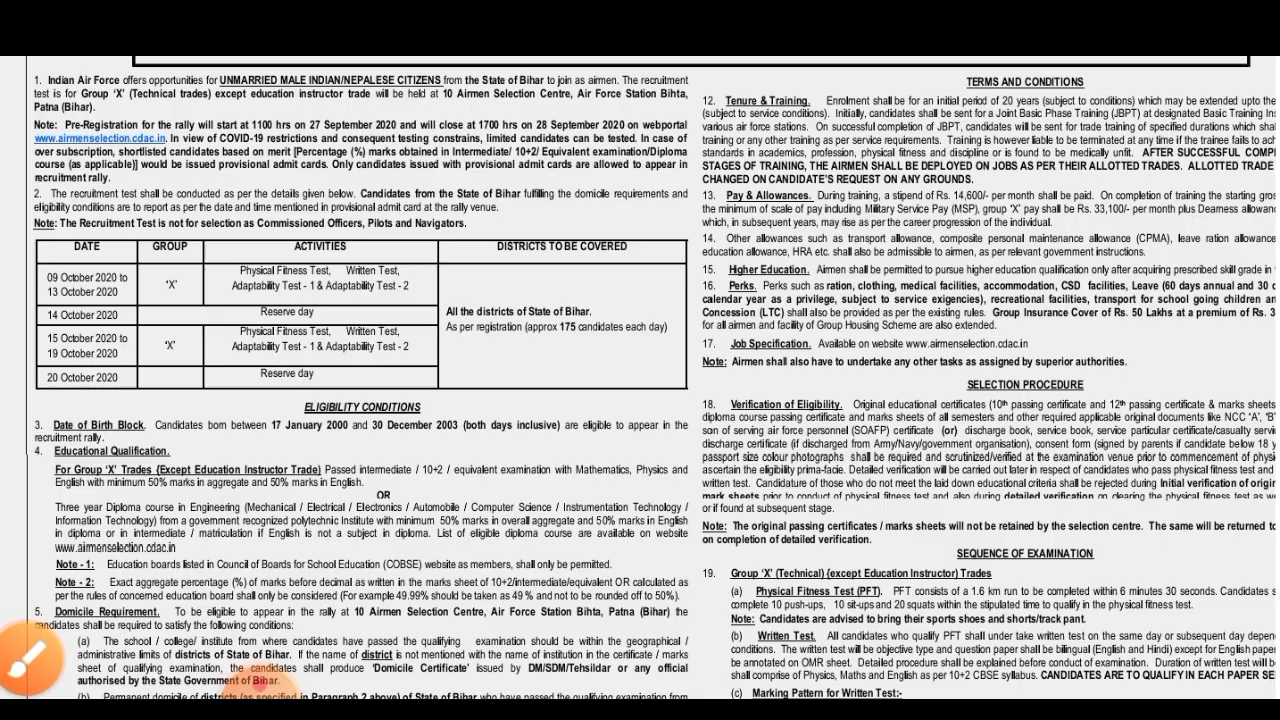 1. Indian Air Force offers opportunities for UNMARRIED MALE INDIAN/NEPALESE CITIZENS from the State of Bihar to join as airmen. The recruitment
test is for Group ‘X’ (Technical trades) except education instructor trade will be held at 10 Airmen Selection Centre, Air Force Station Bihta,
Patna (Bihar).
Note: Pre-Registration for the rally will start at 1100 hrs on 27 September 2020 and will close at 1700 hrs on 28 September 2020 on webportal
www.airmenselection.cdac.in. In view of COVID-19 restrictions and consequent testing constrains, limited candidates can be tested. In case of
over subscription, shortlisted candidates based on merit [Percentage (%) marks obtained in Intermediate/ 10+2/ Equivalent examination/Diploma
course (as applicable)] would be issued provisional admit cards. Only candidates issued with provisional admit cards are allowed to appear in
recruitment rally.
2. The recruitment test shall be conducted as per the details given below. Candidates from the State of Bihar fulfilling the domicile requirements and
eligibility conditions are to report as per the date and time mentioned in provisional admit card at the rally venue.
Note: The Recruitment Test is not for selection as Commissioned Officers, Pilots and Navigators.
DATE GROUP ACTIVITIES DISTRICTS TO BE COVERED
09 October 2020 to
13 October 2020
‘X’
Physical Fitness Test, Written Test,
Adaptability Test - 1 & Adaptability Test - 2
14 October 2020
Reserve day
15 October 2020 to
19 October 2020
‘X’
Physical Fitness Test, Written Test,
Adaptability Test - 1 & Adaptability Test - 2
20 October 2020
Reserve day
All the districts of State of Bihar.
As per registration (approx 175 candidates each day)
ELIGIBILITY CONDITIONS
3. Date of Birth Block. Candidates born between 17 January 2000 and 30 December 2003 (both days inclusive) are eligible to appear in the
recruitment rally.
4. Educational Qualification.
For Group ‘X’ Trades {Except Education Instructor Trade) Passed intermediate / 10+2 / equivalent examination with Mathematics, Physics and
English with minimum 50% marks in aggregate and 50% marks in English.
OR
Three year Diploma course in Engineering (Mechanical / Electrical / Electronics / Automobile / Computer Science / Instrumentation Technology /
Information Technology) from a government recognized polytechnic Institute with minimum 50% marks in overall aggregate and 50% marks in English
in diploma or in intermediate / matriculation if English is not a subject in diploma. List of eligible diploma course are available on website
www.airmenselection.cdac.in
Note - 1: Education boards listed in Council of Boards for School Education (COBSE) website as members, shall only be permitted.
Note - 2: Exact aggregate percentage (%) of marks before decimal as written in the marks sheet of 10+2/intermediate/equivalent OR calculated as
per the rules of concerned education board shall only be considered (For example 49.99% should be taken as 49 % and not to be rounded off to 50%).
5. Domicile Requirement. To be eligible to appear in the rally at 10 Airmen Selection Centre, Air Force Station Bihta, Patna (Bihar) the
candidates shall be required to satisfy the following conditions:
(a) The school / college/ institute from where candidates have passed the qualifying examination should be within the geographical /
administrative limits of districts of State of Bihar. If the name of district is not mentioned with the name of institution in the certificate / marks
sheet of qualifying examination, the candidates shall produce ‘Domicile Certificate’ issued by DM/SDM/Tehsildar or any official
authorised by the State Government of Bihar.
(b) Permanent domicile of districts (as specified in Paragraph 2 above) of State of Bihar who have passed the qualifying examination from
TERMS AND CONDITIONS
12. Tenure & Training. Enrolment shall be for an initial period of 20 years (subject to conditions) which may be extended upto the
(subject to service conditions). Initially, candidates shall be sent for a Joint Basic Phase Training (JBPT) at designated Basic Training Ins
various air force stations. On successful completion of JBPT, candidates will be sent for trade training of specified durations which shal
training or any other training as per service requirements. Training is however liable to be terminated at any time if the trainee fails to ach
standards in academics, profession, physical fitness and discipline or is found to be medically unfit. AFTER SUCCESSFUL COMPI
STAGES OF TRAINING, THE AIRMEN SHALL BE DEPLOYED ON JOBS AS PER THEIR ALLOTTED TRADES. ALLOTTED TRADE
CHANGED ON CANDIDATE’S REQUEST ON ANY GROUNDS.
13. Pay & Allowances. During training, a stipend of Rs. 14,600/- per month shall be paid. On completion of training the starting gros
the minimum of scale of pay including Military Service Pay (MSP), group ‘X’ pay shall be Rs. 33,100/- per month plus Dearness allowan
which, in subsequent years, may rise as per the career progression of the individual.
14. Other allowances such as transport allowance, composite personal maintenance allowance (CPMA), leave ration allowance
education allowance, HRA etc. shall also be admissible to airmen, as per relevant government instructions.
15. Higher Education. Airmen shall be permitted to pursue higher education qualification only after acquiring prescribed skill grade in
16. Perks. Perks such as ration, clothing, medical facilities, accommodation, CSD facilities, Leave (60 days annual and 30 d
calendar year as a privilege, subject to service exigencies), recreational facilities, transport for school going children an
Concession (LTC) shall also be provided as per the existing rules. Group Insurance Cover of Rs. 50 Lakhs at a premium of Rs. 3
for all airmen and facility of Group Housing Scheme are also extended.
17. Job Specification. Available on website www.airmenselection.cdac.in
Note: Airmen shall also have to undertake any other tasks as assigned by superior authorities.
SELECTION PROCEDURE
18. Verification of Eligibility. Original educational certificates (10th passing certificate and 12th passing certificate & marks sheets
diploma course passing certificate and marks sheets of all semesters and other required applicable original documents like NCC ‘A’, ‘B’
son of serving air force personnel (SOAFP) certificate (or) discharge book, service book, service particular certificate/casualty servic
discharge certificate (if discharged from Army/Navy/government organisation), consent form (signed by parents if candidate below 18 y
passport size colour photographs shall be required and scrutinized/verified at the examination venue prior to commencement of physi
ascertain the eligibility prima-facie. Detailed verification will be carried out later in respect of candidates who pass physical fitness test and
written test. Candidature of those who do not meet the laid down educational criteria shall be rejected during Initial verification of origin
mark sheets prior to conduct of physical fitness test and also during detailed verification on clearing the physical fitness test as w
or if found at subsequent stage.
Note: The original passing certificates / marks sheets will not be retained by the selection centre. The same will be returned to
on completion of detailed verification.
SEQUENCE OF EXAMINATION
19. Group ‘X’ (Technical) {except Education Instructor) Trades
(a) Physical Fitness Test (PFT). PFT consists of a 1.6 km run to be completed within 6 minutes 30 seconds. Candidates s
complete 10 push-ups, 10 sit-ups and 20 squats within the stipulated time to qualify in the physical fitness test.
Note: Candidates are advised to bring their sports shoes and shorts/track pant.
(b) Written Test. All candidates who qualify PFT shall under take written test on the same day or subsequent day depen
conditions. The written test will be objective type and question paper shall be bilingual (English and Hindi) except for English paper
be annotated on OMR sheet. Detailed procedure shall be explained before conduct of examination. Duration of written test will be
shall comprise of Physics, Maths and English as per 10+2 CBSE syllabus. CANDIDATES ARE TO QUALIFY IN EACH PAPER SE
(c) Marking Pattern for Written Test:-